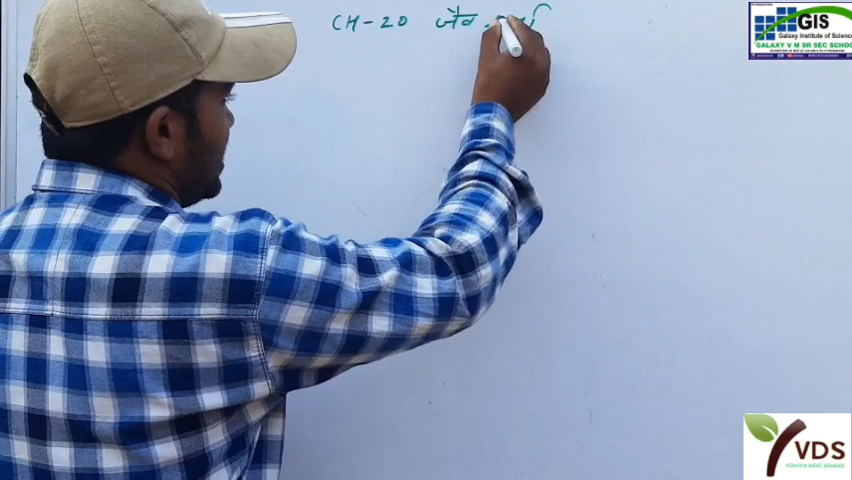 CH-20 जैव
GIS
Galaxy Institute of Science
GALAXY V M SR SEC SCHOOL
VDS